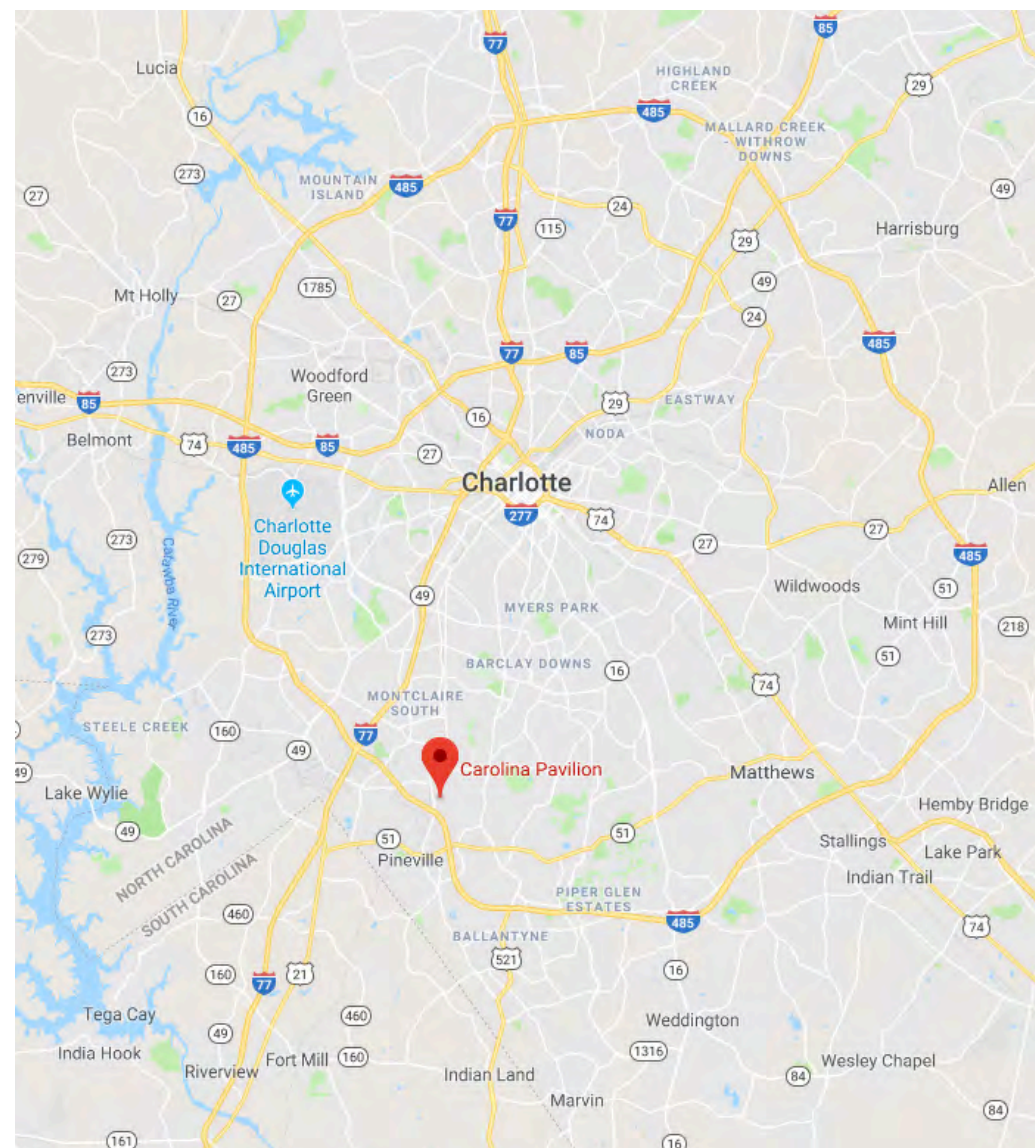 77
85
Lucia
HIGHLAND
CREEK
29
485
16
MALLARD CREEK
- WITHROW
DOWNS
273
MOUNTAIN
ISLAND
485
27
49
24
77
115
29
Harrisburg
49
1785
Mt Holly
27
24
485
77
85
273
Woodford
Green
enville
85
29
EASTWAY
16
NODA
Belmont
74
485
85
27
Charlotte
Allen
277
74
Charlotte
Douglas
International
Airport
27
273
27
279
Catawba River
485
Wildwoods
51
49
MYERS PARK
Mint Hill
218
273
51
BARCLAY DOWNS
16
74
MONTCLAIRE
SOUTH
STEELE CREEK
160
77
49
49
Carolina Pavilion
Matthews
Lake Wylie
Hemby Bridge
49
51
51
Stallings
Pineville
Lake Park
NORTH CAROLINA
SOUTH CAROLINA
Indian Trail
PIPER GLEN
ESTATES
460
485
74
BALLANTYNE
521
160
77
21
16
Tega Cay
460
Weddington
49
India Hook
Fort Mill
160
1316
Riverview
Wesley Chapel
84
Indian Land
84
Marvin
161
16